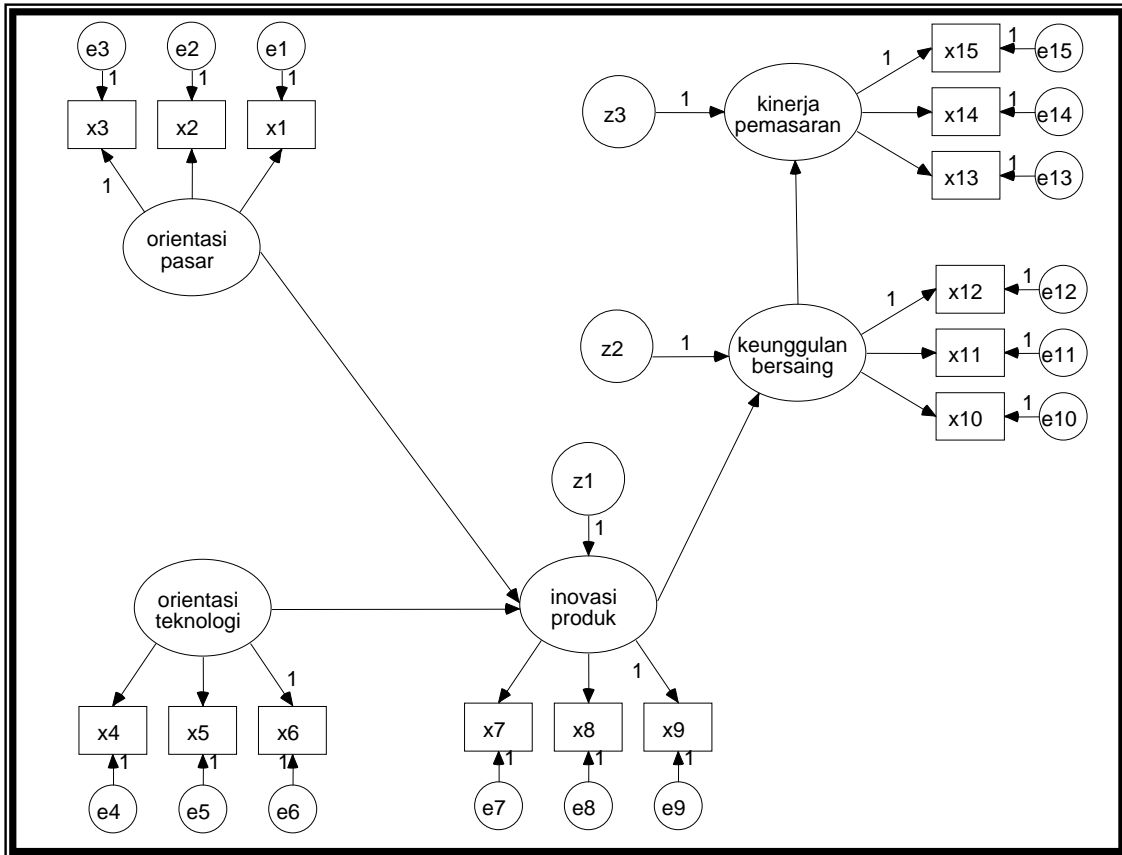 e3 e2 e1
1 1 1
x3 x2 x1
1
orientasi
pasar
1 x15 1 e15
z3 1 kinerja
pemasaran
x14 1 e14
x13 1 e13
1 x12 1 e12
z2 1 keunggulan
bersaing
x11 1 e11
x10 1 e10
z1
1
orientasi
teknologi
inovasi
produk
1 1
x4 x5 x6 x7 x8 x9
1 1 1 1 1 1
e4 e5 e6 e7 e8 e9